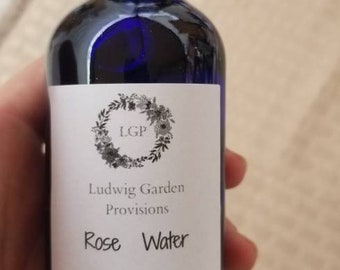 LGP
Ludwig Garden
Provisions
Rose Water